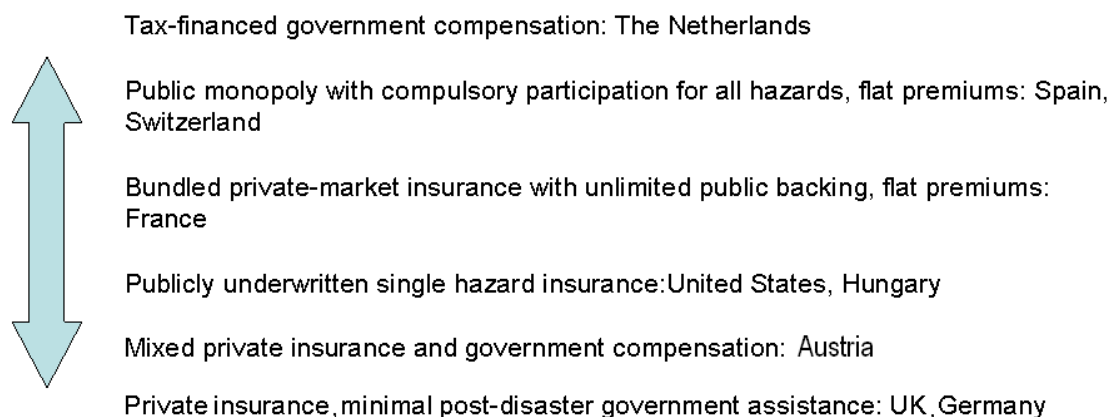 Tax-financed government compensation: The Netherlands
Public monopoly with compulsory participation for all hazards, flat premiums: Spain,
Switzerland
Bundled private-market insurance with unlimited public backing, flat premiums:
France
Publicly underwritten single hazard insurance:United States, Hungary
Mixed private insurance and government compensation: Austria
Private insurance,minimal post-disaster government assistance: UK,Germany